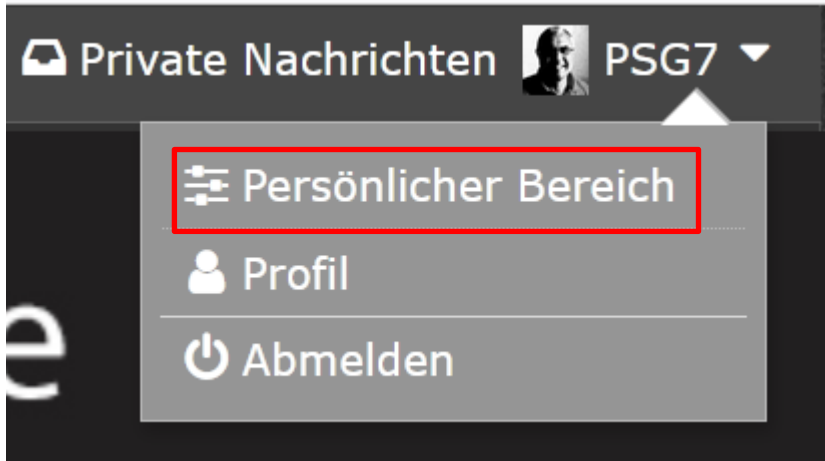 Private Nachrichten PSG7
Persönlicher Bereich
Profil
e
Abmelden